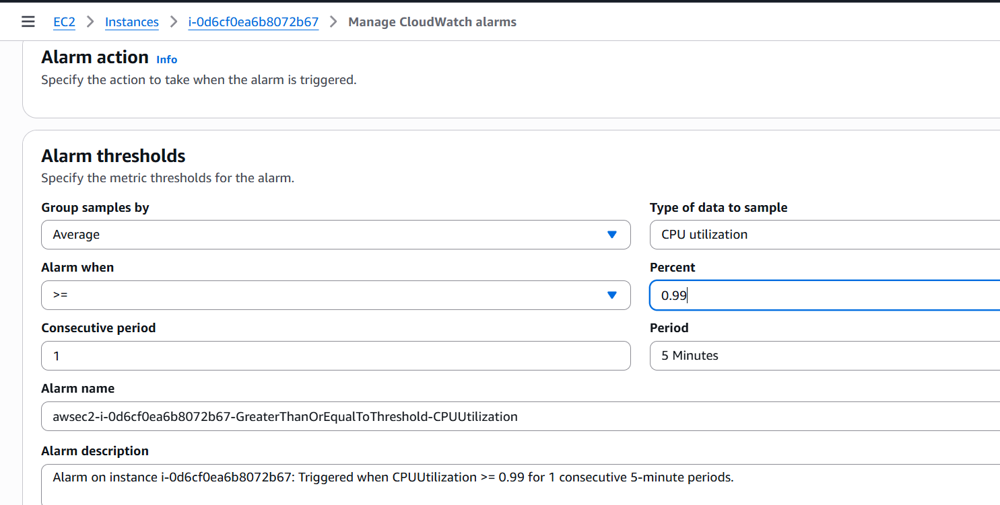 EC2 > Instances > i-0d6cf0ea6b8072b67 > Manage CloudWatch alarms
Alarm action Info
Specify the action to take when the alarm is triggered.
Alarm thresholds
Specify the metric thresholds for the alarm.
Group samples by
Type of data to sample
Average
CPU utilization
Alarm when
Percent
>=
0.99
Consecutive period
Period
1
5 Minutes
Alarm name
awsec2-i-0d6cf0ea6b8072b67-GreaterThanOrEqualToThreshold-CPUUtilization
Alarm description
Alarm on instance i-0d6cf0ea6b8072b67: Triggered when CPUUtilization >= 0.99 for 1 consecutive 5-minute periods.